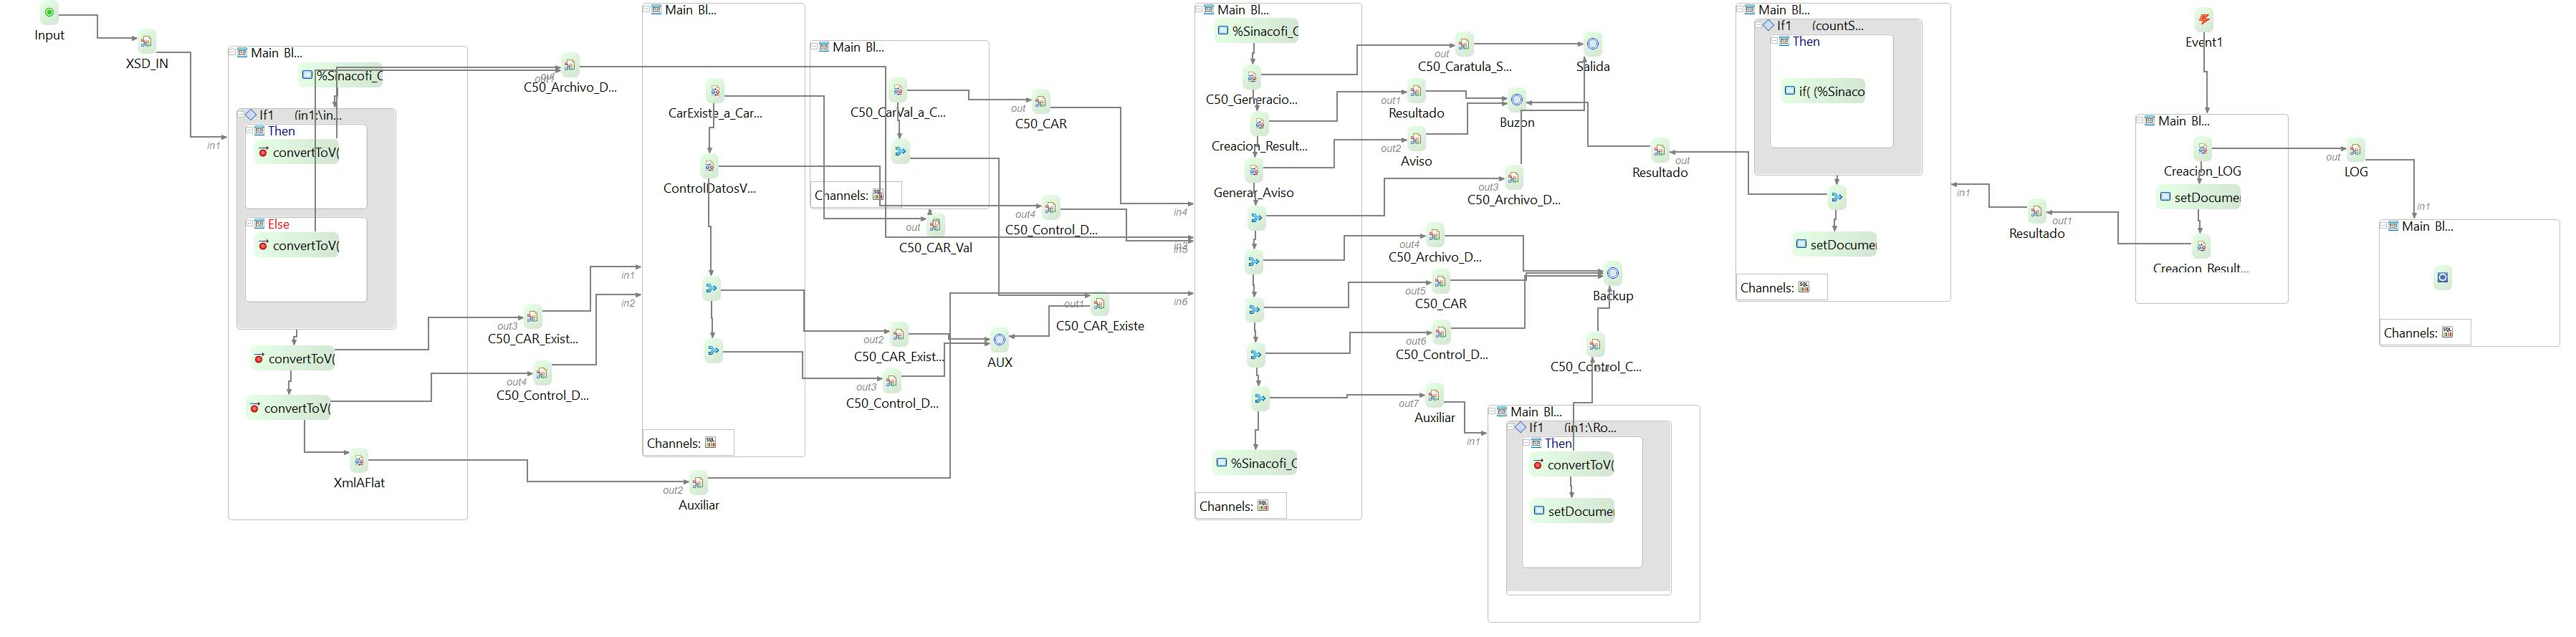 Input
XSD_IN
in1
Main Bl...
%Sinacofi_C
If1 (in1:\in...
Then
convertToV(
Else
convertToV(
convertToV(
convertToV(
XmlAFlat
C50_Archivo_D...
out3
C50_CAR_Exist...
out4
C50_Control_D...
out2
Auxiliar
in1
in2
Main Bl...
CarExiste_a_Car...
ControlDatosV...
Channels:
Main Bl...
C50_CarVal_a_C...
Channels:
out
C50_CAR_Val
out
C50_CAR
out4
C50_Control_D...
out1
C50_CAR_Existe
out2
C50_CAR_Exist...
AUX
out3
C50_Control_D...
in4
in6
Main Bl...
%Sinacofi_C
C50_Generacio...
Creacion_Result...
Generar_Aviso
%Sinacofi_C
Channels:
out
C50_Caratula_S...
Salida
out1
Resultado
Buzon
out2
Aviso
out3
C50_Archivo_D...
out4
C50_Archivo_D...
out5
C50_CAR
Backup
out6
C50_Control_D...
C50_Control_C...
out7
Auxiliar
in1
Main Bl...
If1 (in1:\Ro...
Then
convertToV(
setDocume
out
Resultado
Main Bl...
If1 (countS...
Then
if( (%Sinaco
setDocume
Channels:
in1
out1
Resultado
Event1
Main Bl...
Creacion_LOG
setDocume
Creacion_Result...
out
LOG
in1
Main Bl...
Channels: